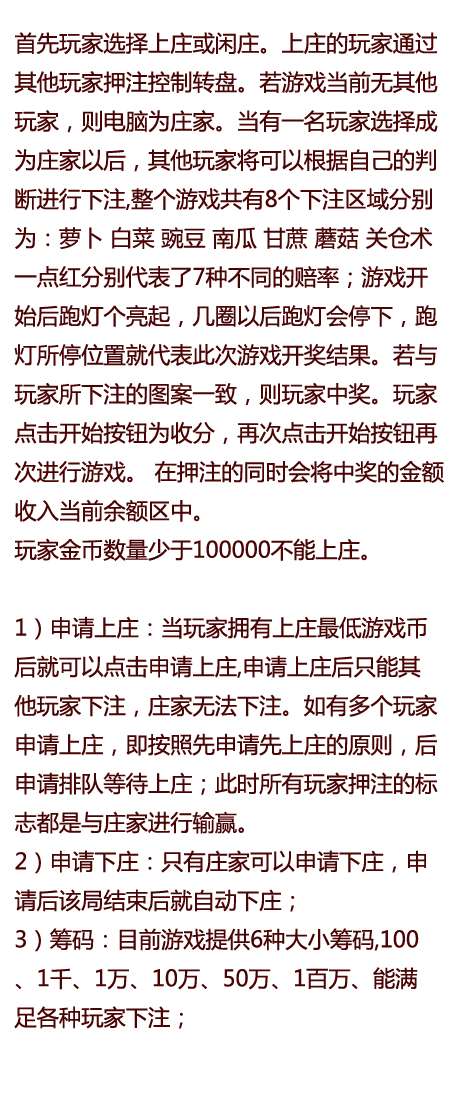 首先玩家选择上庄或闲庄。上庄的玩家通过
其他玩家押注控制转盘。若游戏当前无其他
玩家，则电脑为庄家。当有一名玩家选择成
为庄家以后，其他玩家将可以根据自己的判
断进行下注,整个游戏共有8个下注区域分别
为：萝卜 白菜 豌豆 南瓜 甘蔗 蘑菇 关仓术
一点红分别代表了7种不同的赔率；游戏开
始后跑灯个亮起，几圈以后跑灯会停下，跑
灯所停位置就代表此次游戏开奖结果。若与
玩家所下注的图案一致，则玩家中奖。玩家
点击开始按钮为收分，再次点击开始按钮再
次进行游戏。 在押注的同时会将中奖的金额
收入当前余额区中。
玩家金币数量少于100000不能上庄。
1）申请上庄：当玩家拥有上庄最低游戏币
后就可以点击申请上庄,申请上庄后只能其
他玩家下注，庄家无法下注。如有多个玩家
申请上庄，即按照先申请先上庄的原则，后
申请排队等待上庄；此时所有玩家押注的标
志都是与庄家进行输赢。
2）申请下庄：只有庄家可以申请下庄，申
请后该局结束后就自动下庄；
3）筹码：目前游戏提供6种大小筹码,100
、1千、1万、10万、50万、1百万、能满
足各种玩家下注；